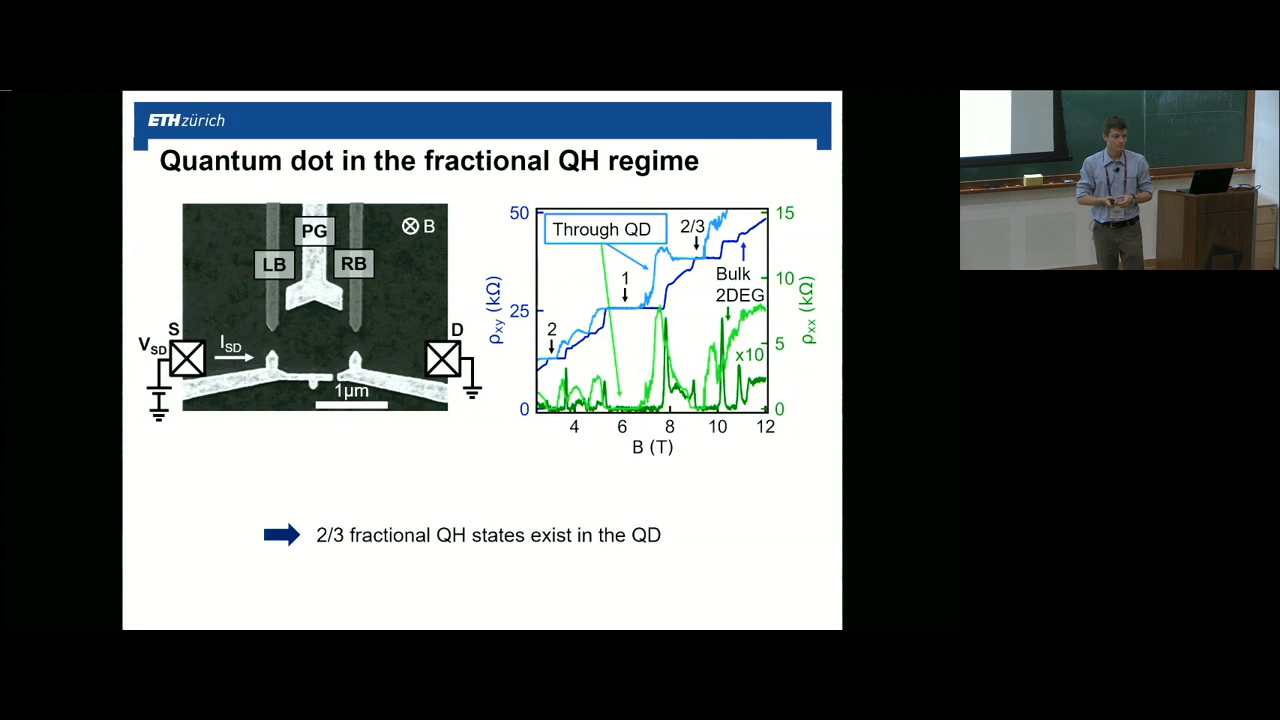 ETH zürich
Quantum dot in the fractional QH regime
PG
B
LB
RB
S
D
V_SD
I_SD
1µm
50
25
0
ρxy (kΩ)
Through QD
2
1
2/3
Bulk
2DEG
x10
15
10
5
0
ρxx (kΩ)
4 6 8 10 12
B (T)
2/3 fractional QH states exist in the QD